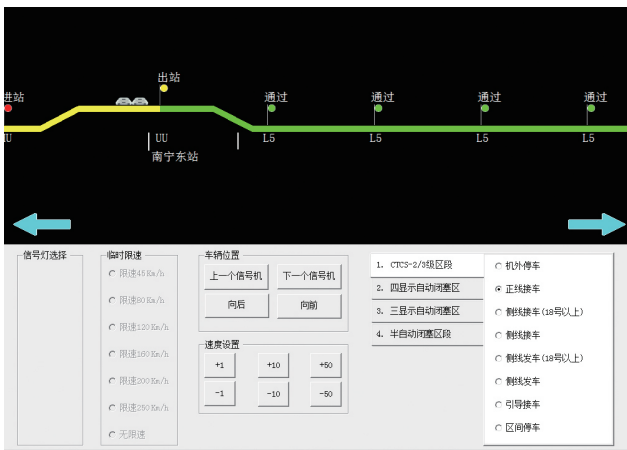 出站
进站 通过 通过 通过 通过
UU L5 L5 L5 L5
南宁东站
信号灯选择
临时限速
限速45Km/h
限速80Km/h
限速120Km/h
限速160Km/h
限速200Km/h
限速250Km/h
无限速
车辆位置
上一个信号机 下一个信号机
向后 向前
速度设置
+1 +10 +50
-1 -10 -50
1. CTCS-2/3级区段
2. 四显示自动闭塞区
3. 三显示自动闭塞区
4. 半自动闭塞区段
机外停车
正线接车
侧线接车(18号以上)
侧线接车
侧线发车(18号以上)
侧线发车
引导接车
区间停车